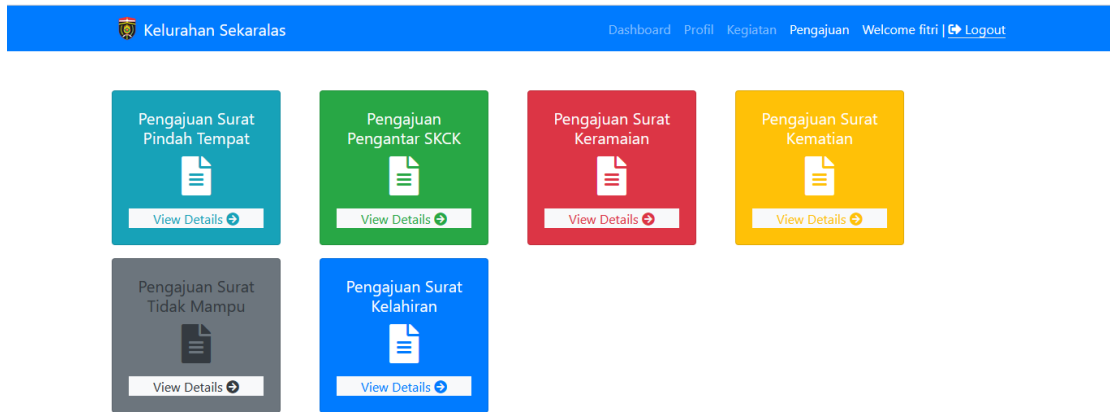 Kelurahan Sekaralas
Dashboard Profil Kegiatan Pengajuan Welcome fitri | Logout
Pengajuan Surat
Pindah Tempat
View Details
Pengajuan
Pengantar SKCK
View Details
Pengajuan Surat
Keramaian
View Details
Pengajuan Surat
Kematian
View Details
Pengajuan Surat
Tidak Mampu
View Details
Pengajuan Surat
Kelahiran
View Details